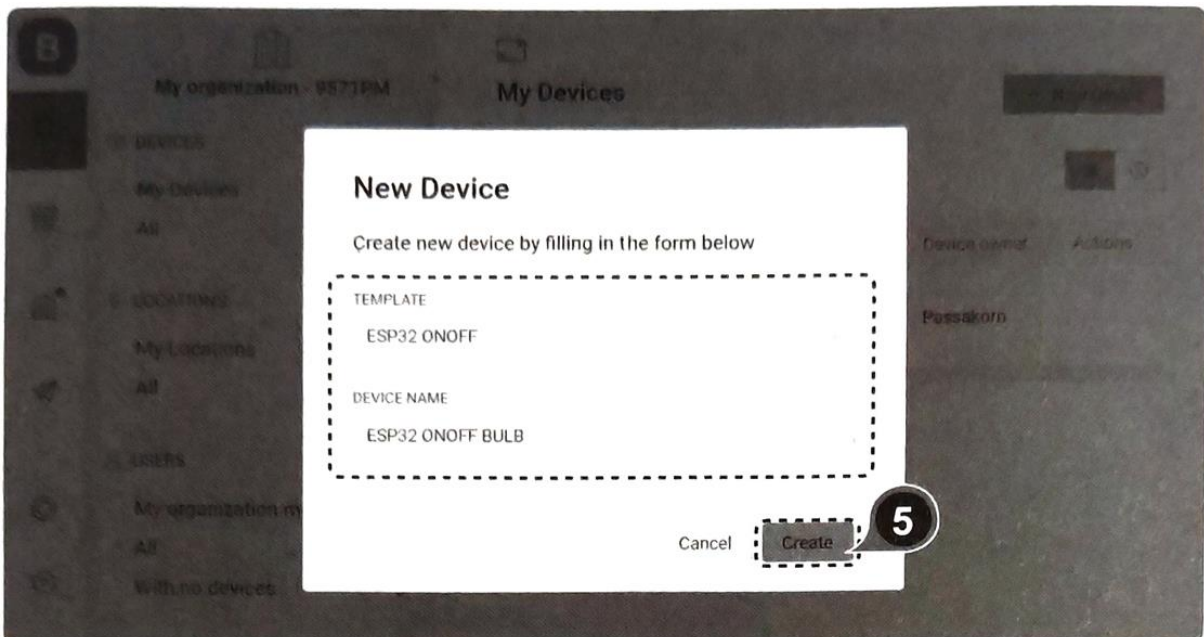 B
My organization - 9571PM
My Devices
DEVICES
My Devices
All
LOCATIONS
My Locations
All
USERS
My organization m
All
With no devices
New Device
Create new device by filling in the form below
TEMPLATE
ESP32 ONOFF
DEVICE NAME
ESP32 ONOFF BULB
Cancel
Create
5
Device owner
Actions
Passakorn